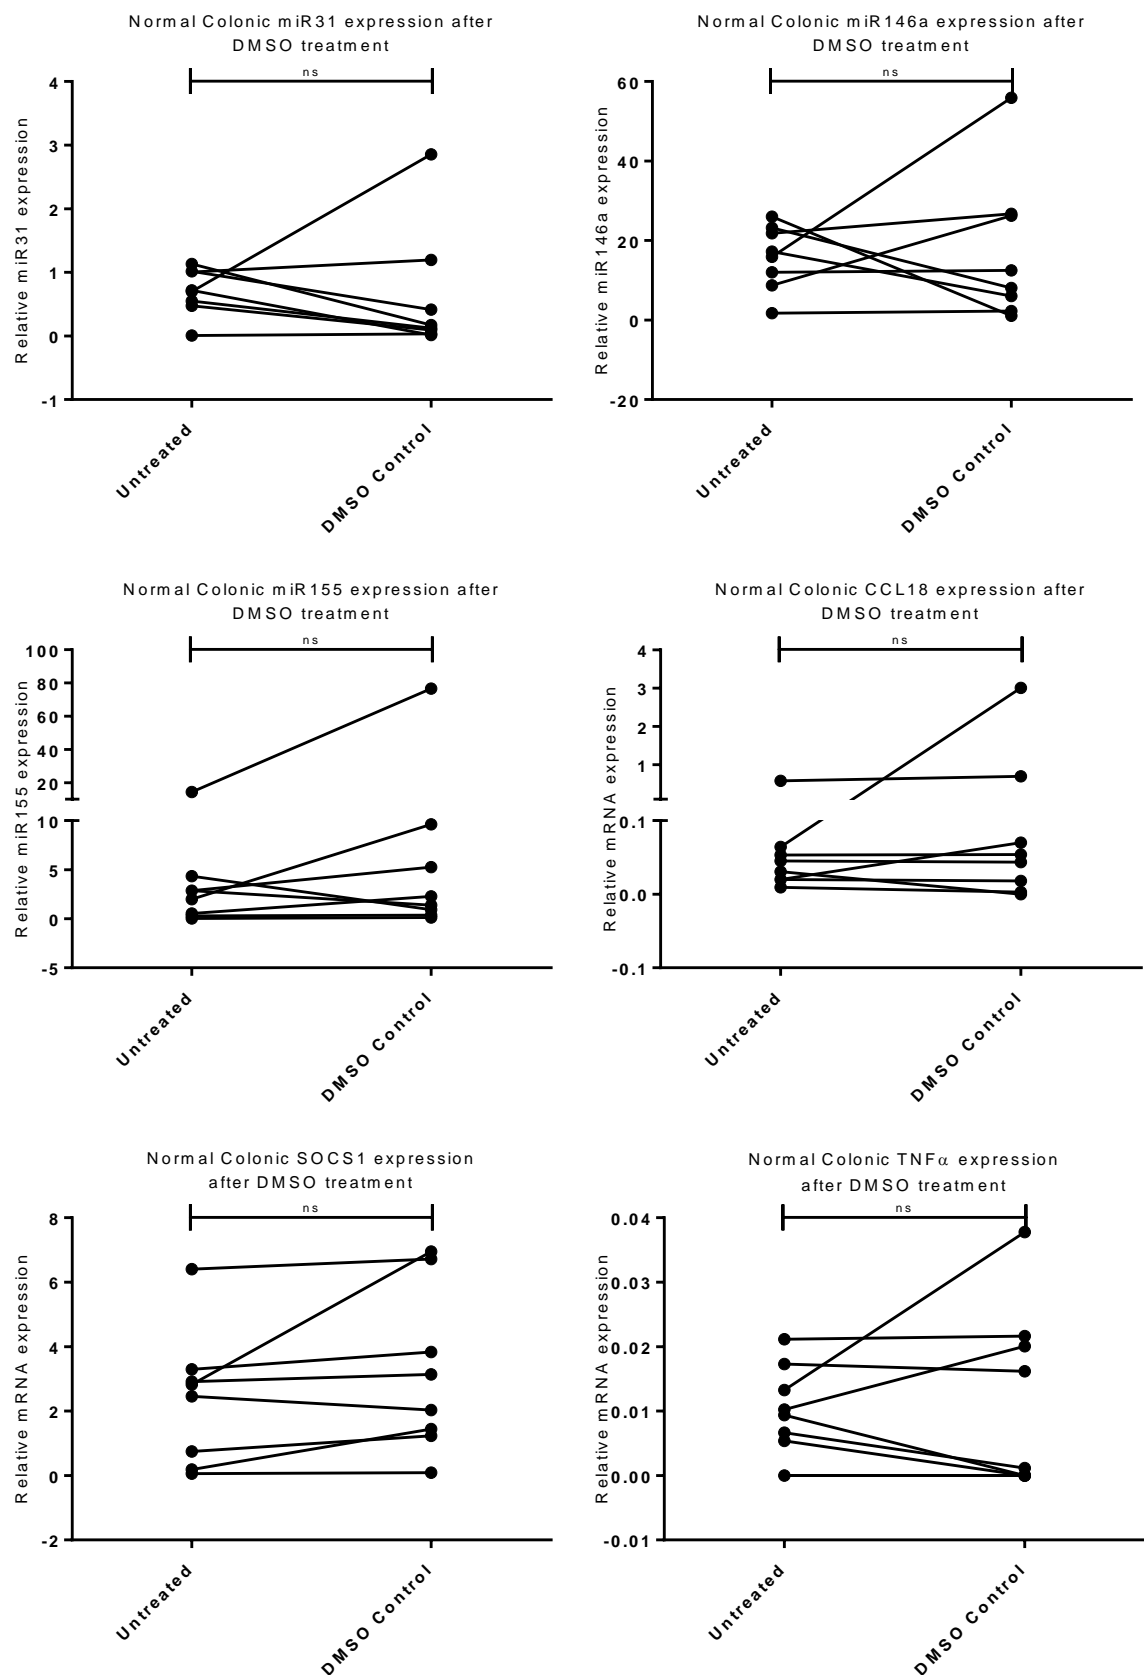 Normal Colonic miR31 expression after
DMSO treatment
ns
Relative miR31 expression
4
3
2
1
0
-1
Untreated
DMSO Control
Normal Colonic miR146a expression after
DMSO treatment
ns
Relative miR146a expression
60
40
20
0
-20
Untreated
DMSO Control
Normal Colonic miR155 expression after
DMSO treatment
ns
Relative miR155 expression
100
80
60
40
20
10
5
0
-5
Untreated
DMSO Control
Normal Colonic CCL18 expression after
DMSO treatment
ns
Relative mRNA expression
4
3
2
1
0.1
0.0
-0.1
Untreated
DMSO Control
Normal Colonic SOCS1 expression
after DMSO treatment
ns
Relative mRNA expression
8
6
4
2
0
-2
Untreated
DMSO Control
Normal Colonic TNFα expression
after DMSO treatment
ns
Relative mRNA expression
0.04
0.03
0.02
0.01
0.00
-0.01
Untreated
DMSO Control